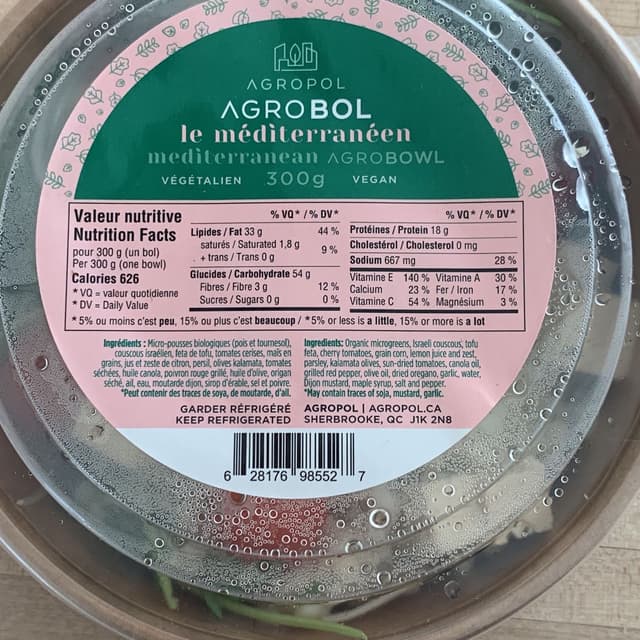 AGROPOL
AGROBOL
le méditerranéen
mediterranean AGROBOWL
VÉGÉTALIEN 300g VEGAN
Valeur nutritive
Nutrition Facts
pour 300 g (un bol)
Per 300 g (one bowl)
Calories 626
* VQ = valeur quotidienne
* DV = Daily Value
% VQ* / % DV*
Lipides / Fat 33 g 44 %
saturés / Saturated 1,8 g
+ trans / Trans 0 g 9 %
Glucides / Carbohydrate 54 g
Fibres / Fibre 3 g 12 %
Sucres / Sugars 0 g 0 %
% VQ* / % DV*
Protéines / Protein 18 g
Cholestérol / Cholesterol 0 mg
Sodium 667 mg 28 %
Vitamine E 140 % Vitamine A 30 %
Calcium 23 % Fer / Iron 17 %
Vitamine C 54 % Magnésium 3 %
*5% ou moins c'est peu, 15% ou plus c'est beaucoup / *5% or less is a little, 15% or more is a lot
Ingrédients : Micro-pousses biologiques (pois et tournesol),
couscous israélien, feta de tofu, tomates cerises, maïs en
grains, jus et zeste de citron, persil, olives kalamata, tomates
séchées, huile canola, poivron rouge grillé, huile d'olive, origan
séché, ail, eau, moutarde dijon, sirop d'érable, sel et poivre.
*Peut contenir des traces de soya, de moutarde, d'ail.
Ingredients: Organic microgreens, Israeli couscous, tofu
feta, cherry tomatoes, grain corn, lemon juice and zest,
parsley, kalamata olives, sun-dried tomatoes, canola oil,
grilled red pepper, olive oil, dried oregano, garlic, water,
Dijon mustard, maple syrup, salt and pepper.
*May contain traces of soja, mustard, garlic.
GARDER RÉFRIGÉRÉ
KEEP REFRIGERATED
AGROPOL | AGROPOL.CA
SHERBROOKE, QC J1K 2N8
6 28176 98552 7